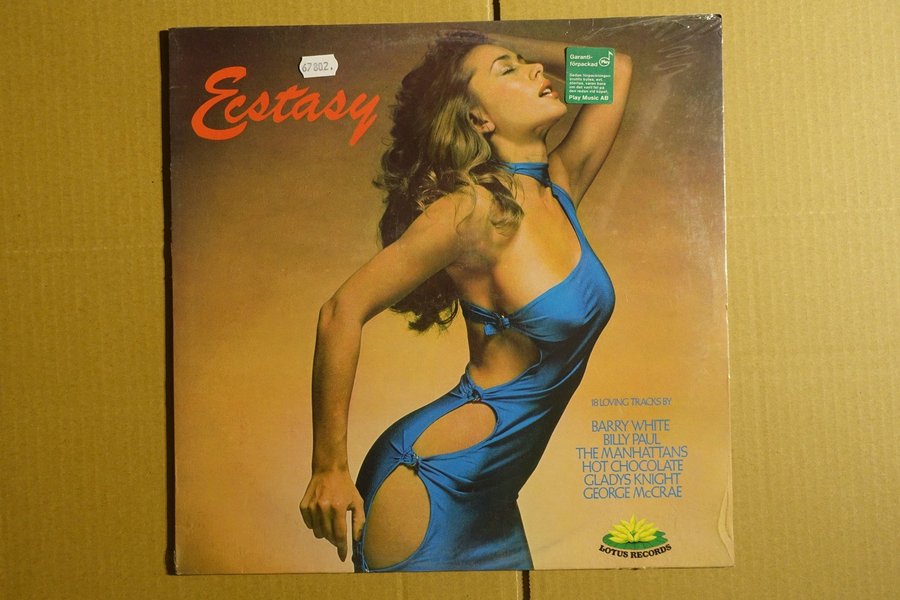 Ecstasy
67802.
Garanti-
förpackad
Play Music AB
18 LOVING TRACKS BY
BARRY WHITE
BILLY PAUL
THE MANHATTANS
HOT CHOCOLATE
GLADYS KNIGHT
GEORGE McCRAE
LOTUS RECORDS